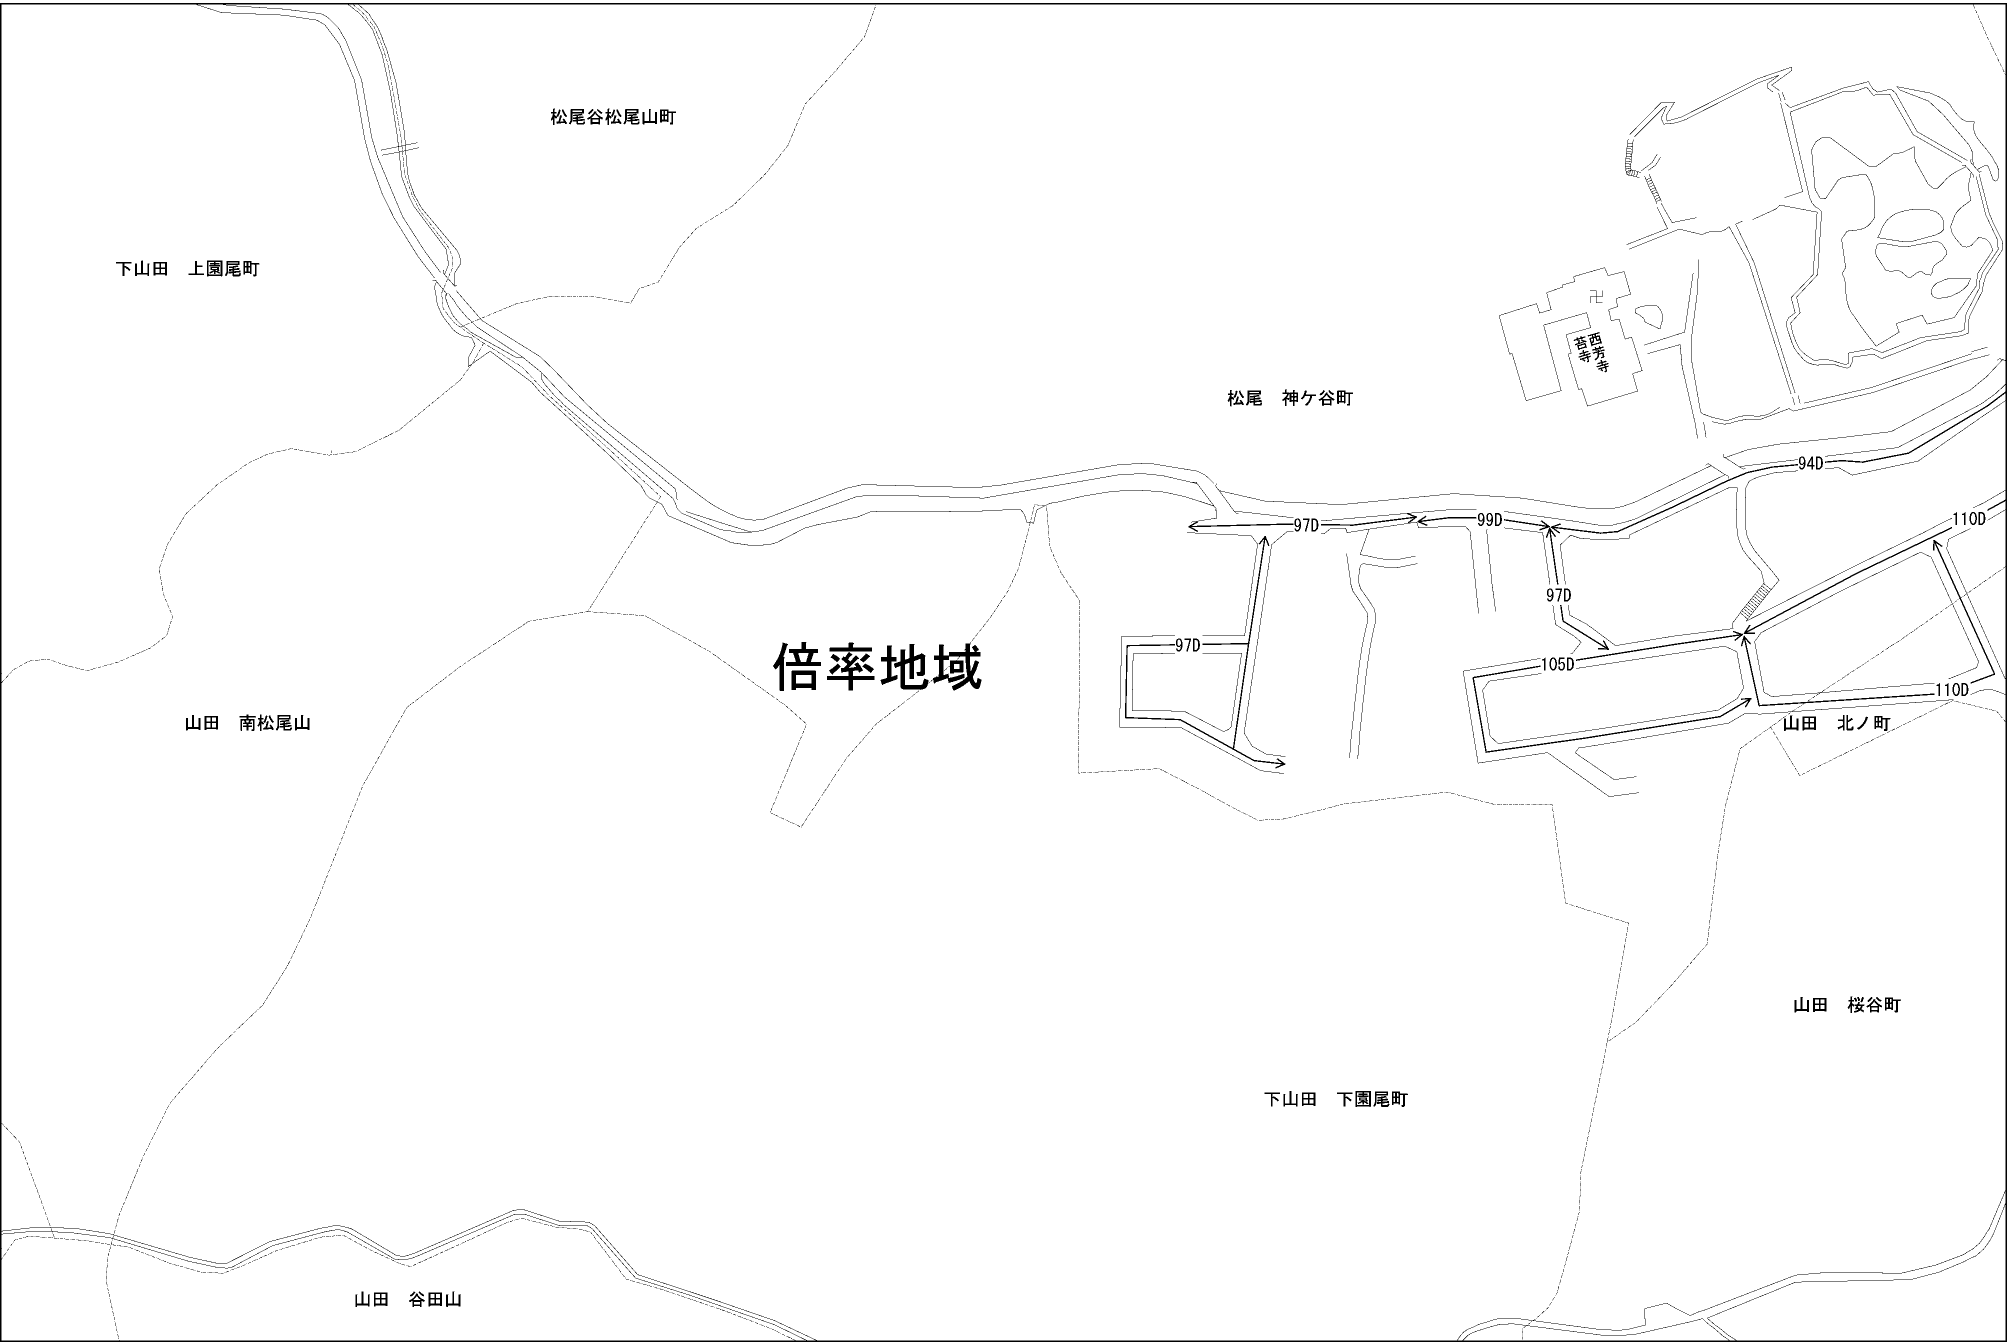 松尾谷松尾山町
下山田　上園尾町
卍
西芳寺
苔寺
松尾　神ケ谷町
94D
97D
99D
110D
97D
97D
105D
倍率地域
110D
山田　南松尾山
山田　北ノ町
山田　桜谷町
下山田　下園尾町
山田　谷田山